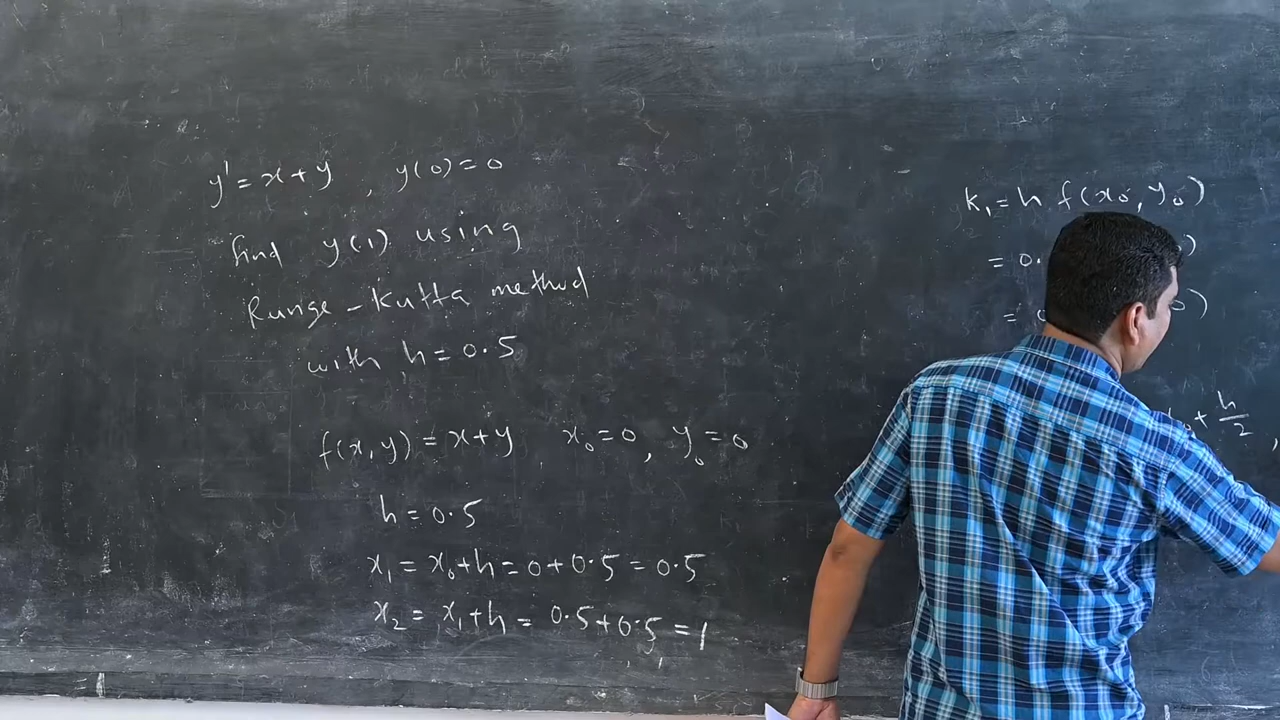 y' = x + y , y(0) = 0
find y(1) using
Runge - Kutta method
with h = 0.5
f(x, y) = x + y x₀ = 0 , y₀ = 0
h = 0.5
x₁ = x₀ + h = 0 + 0.5 = 0.5
x₂ = x₁ + h = 0.5 + 0.5 = 1
k₁ = h f(x₀, y₀)
= 0. )
= 0)
+ h/2 ,